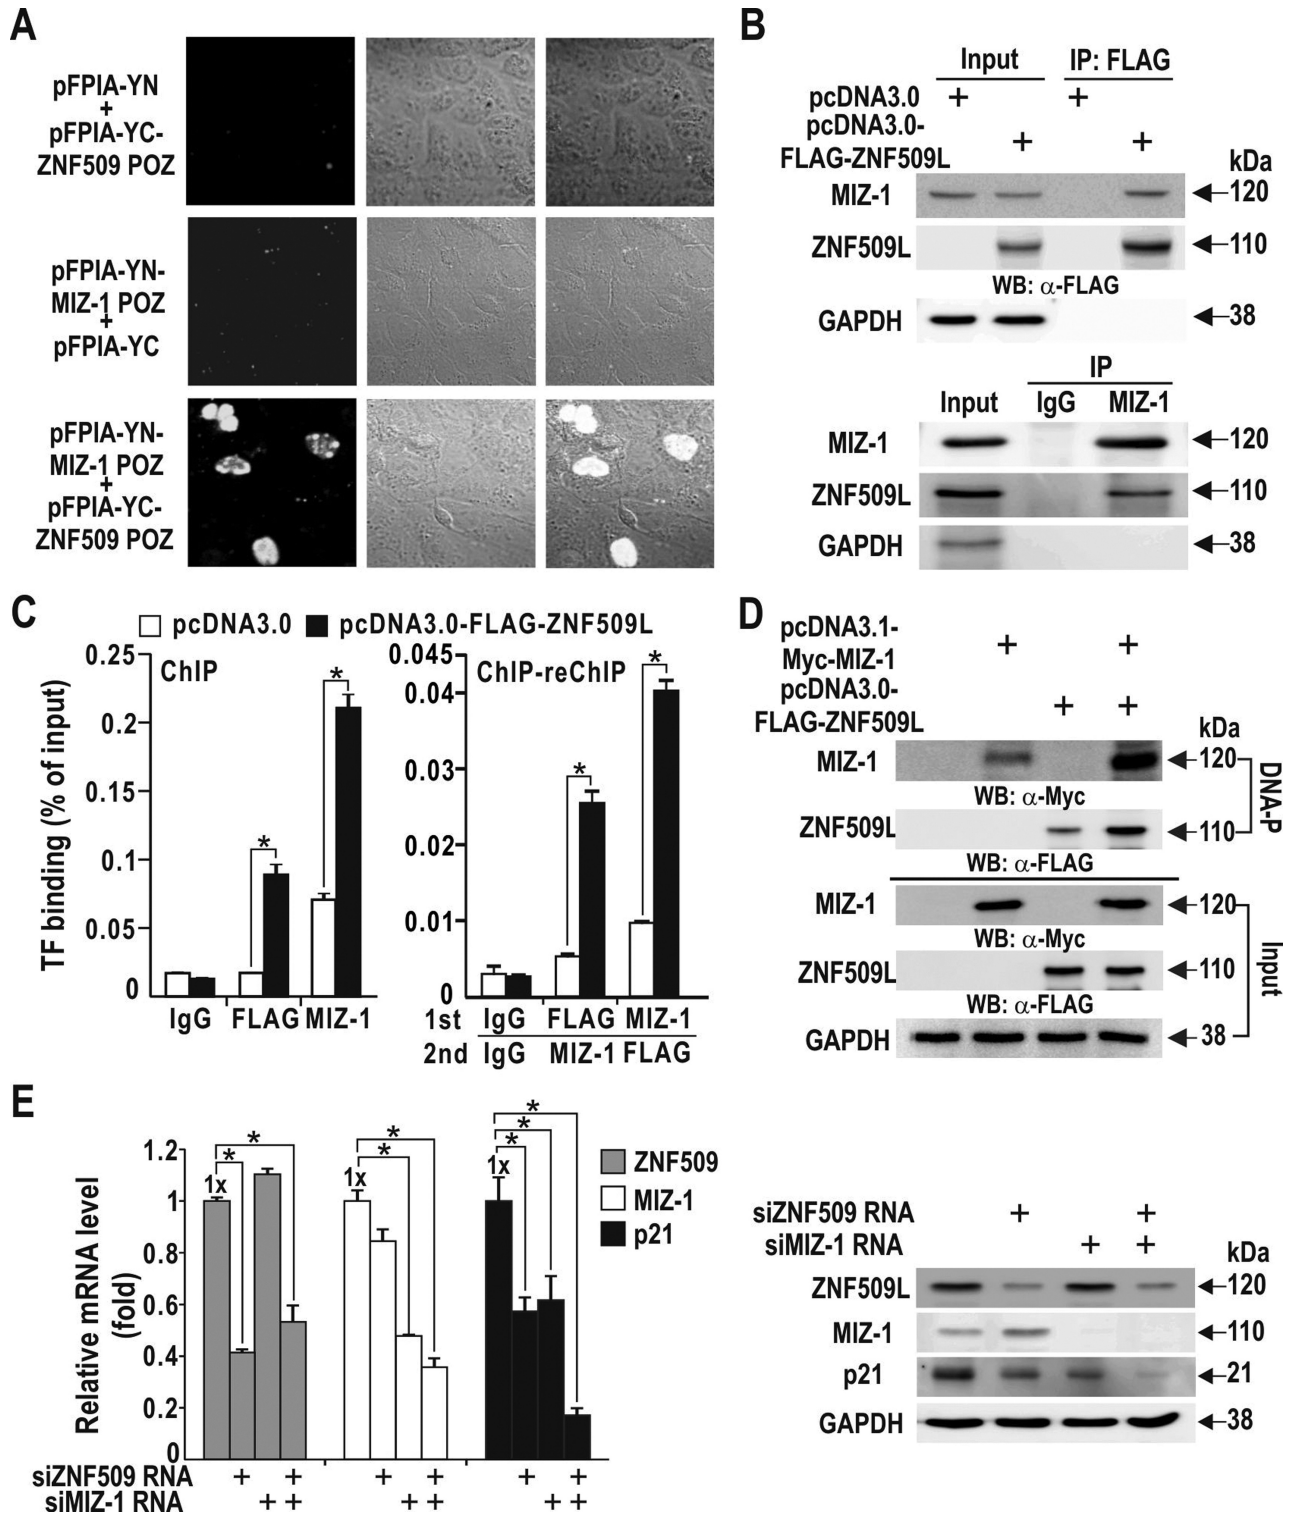 A
pFPIA-YN
+
pFPIA-YC-
ZNF509 POZ
pFPIA-YN-
MIZ-1 POZ
+
pFPIA-YC
pFPIA-YN-
MIZ-1 POZ
+
pFPIA-YC-
ZNF509 POZ
B
Input IP: FLAG
pcDNA3.0 + +
pcDNA3.0-
FLAG-ZNF509L + +
kDa
MIZ-1 120
ZNF509L 110
WB: α-FLAG
GAPDH 38
IP
Input IgG MIZ-1
MIZ-1 120
ZNF509L 110
GAPDH 38
C
pcDNA3.0 pcDNA3.0-FLAG-ZNF509L
TF binding (% of input)
ChIP
0.25
0.2
0.15
0.1
0.05
0
* *
IgG FLAG MIZ-1
ChIP-reChIP
0.045
0.04
0.03
0.02
0.01
0
* *
1st IgG FLAG MIZ-1
2nd IgG MIZ-1 FLAG
D
pcDNA3.1-
Myc-MIZ-1 + +
pcDNA3.0-
FLAG-ZNF509L + +
kDa
MIZ-1 120
WB: α-Myc
ZNF509L 110
WB: α-FLAG
DNA-P
MIZ-1 120
WB: α-Myc
ZNF509L 110
WB: α-FLAG
GAPDH 38
Input
E
Relative mRNA level
(fold)
1.2
1
0.8
0.6
0.4
0.2
0
1x * *
1x * *
1x * * *
ZNF509
MIZ-1
p21
siZNF509 RNA + + + + + +
siMIZ-1 RNA + + + + + +
siZNF509 RNA + +
siMIZ-1 RNA + +
kDa
ZNF509L 120
MIZ-1 110
p21 21
GAPDH 38